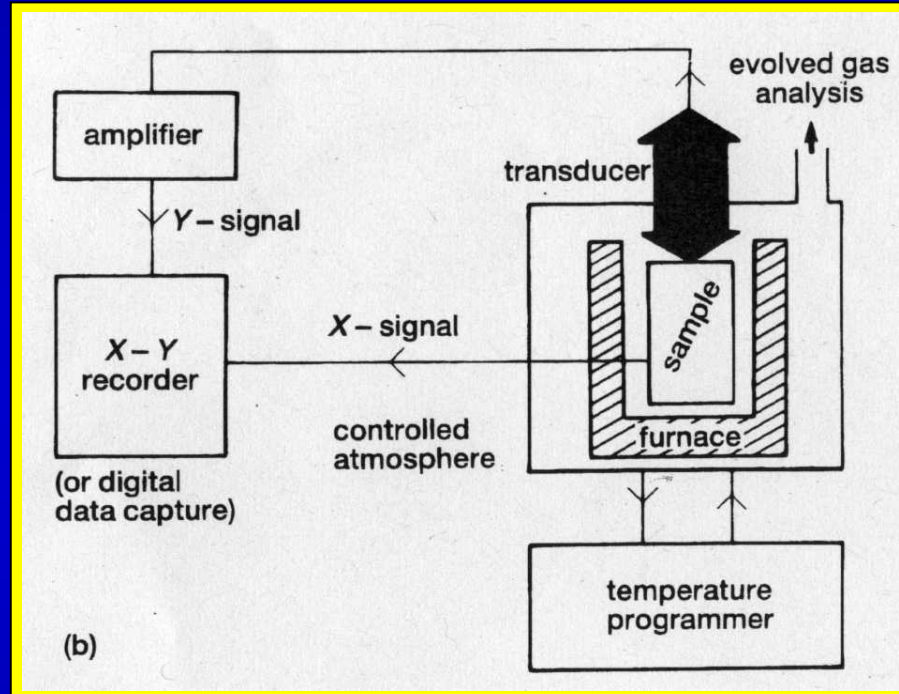 evolved gas
analysis
amplifier
transducer
Y – signal
X – signal
X – Y
recorder
sample
furnace
controlled
atmosphere
(or digital
data capture)
temperature
programmer
(b)